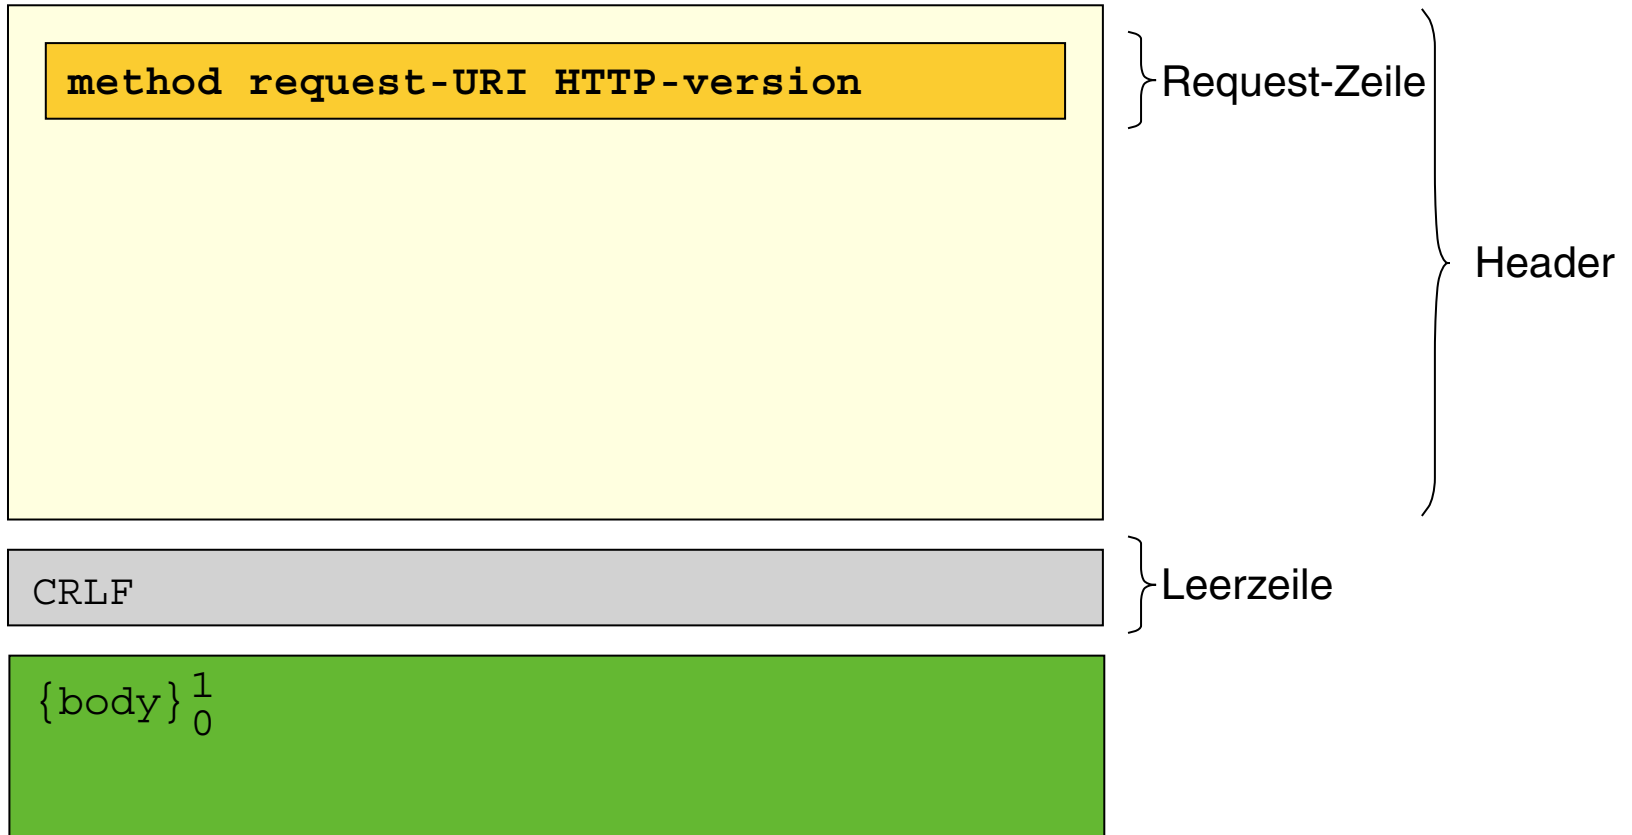 method request-URI HTTP-version
Request-Zeile
Header
CRLF
Leerzeile
{body}
1
0